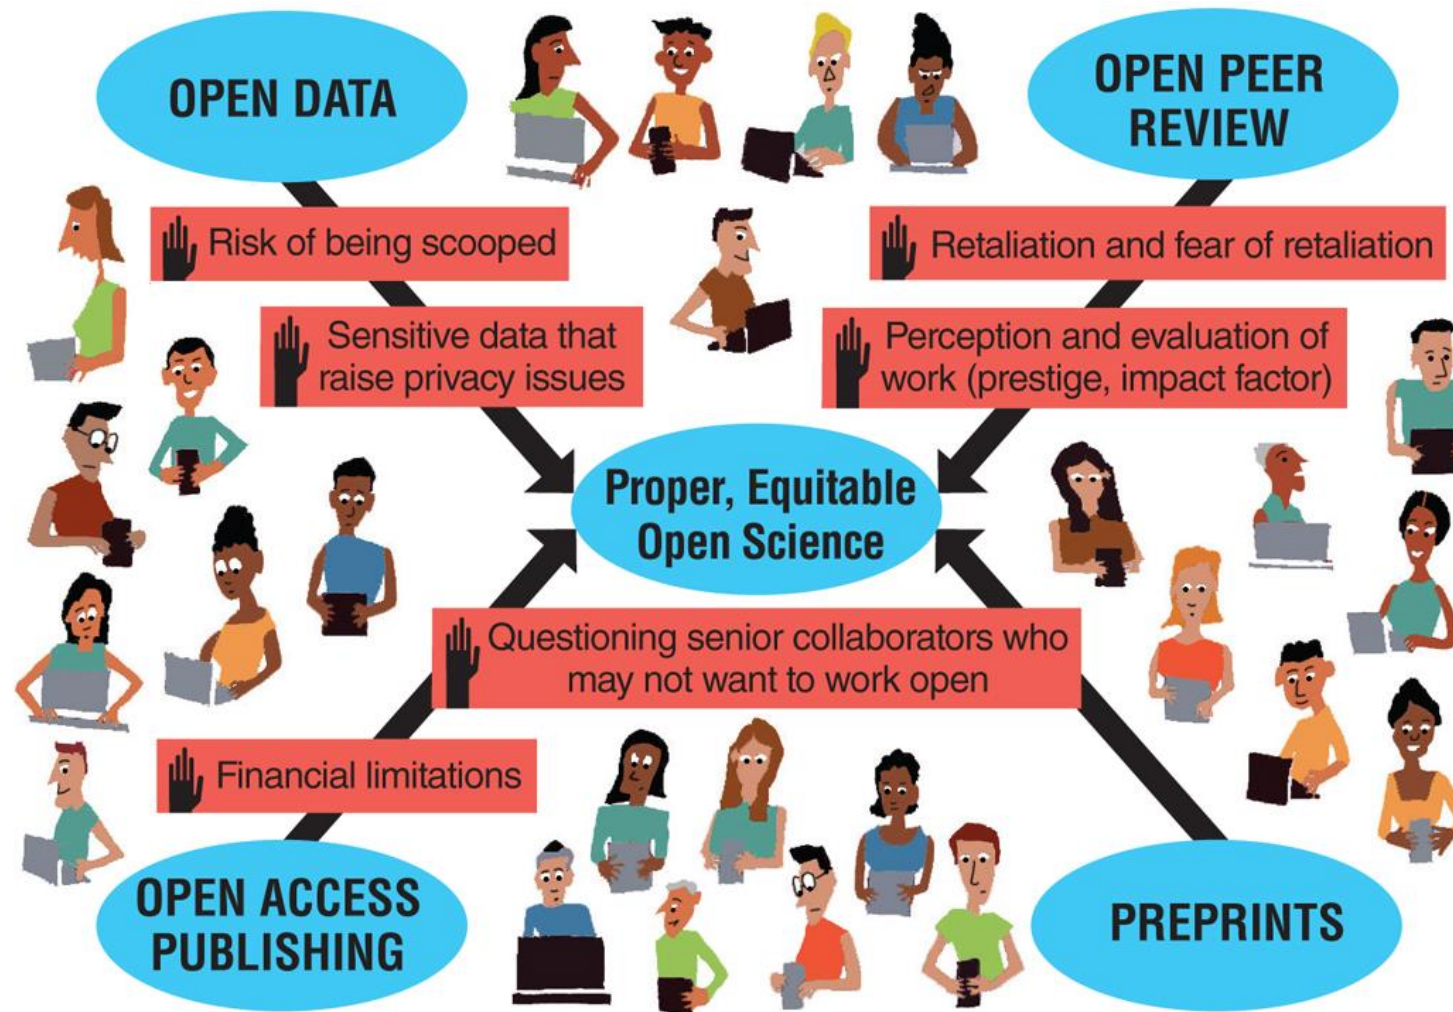 OPEN DATA
OPEN PEER
REVIEW
Risk of being scooped
Retaliation and fear of retaliation
Sensitive data that
raise privacy issues
Perception and evaluation of
work (prestige, impact factor)
Proper, Equitable
Open Science
Questioning senior collaborators who
may not want to work open
Financial limitations
OPEN ACCESS
PUBLISHING
PREPRINTS